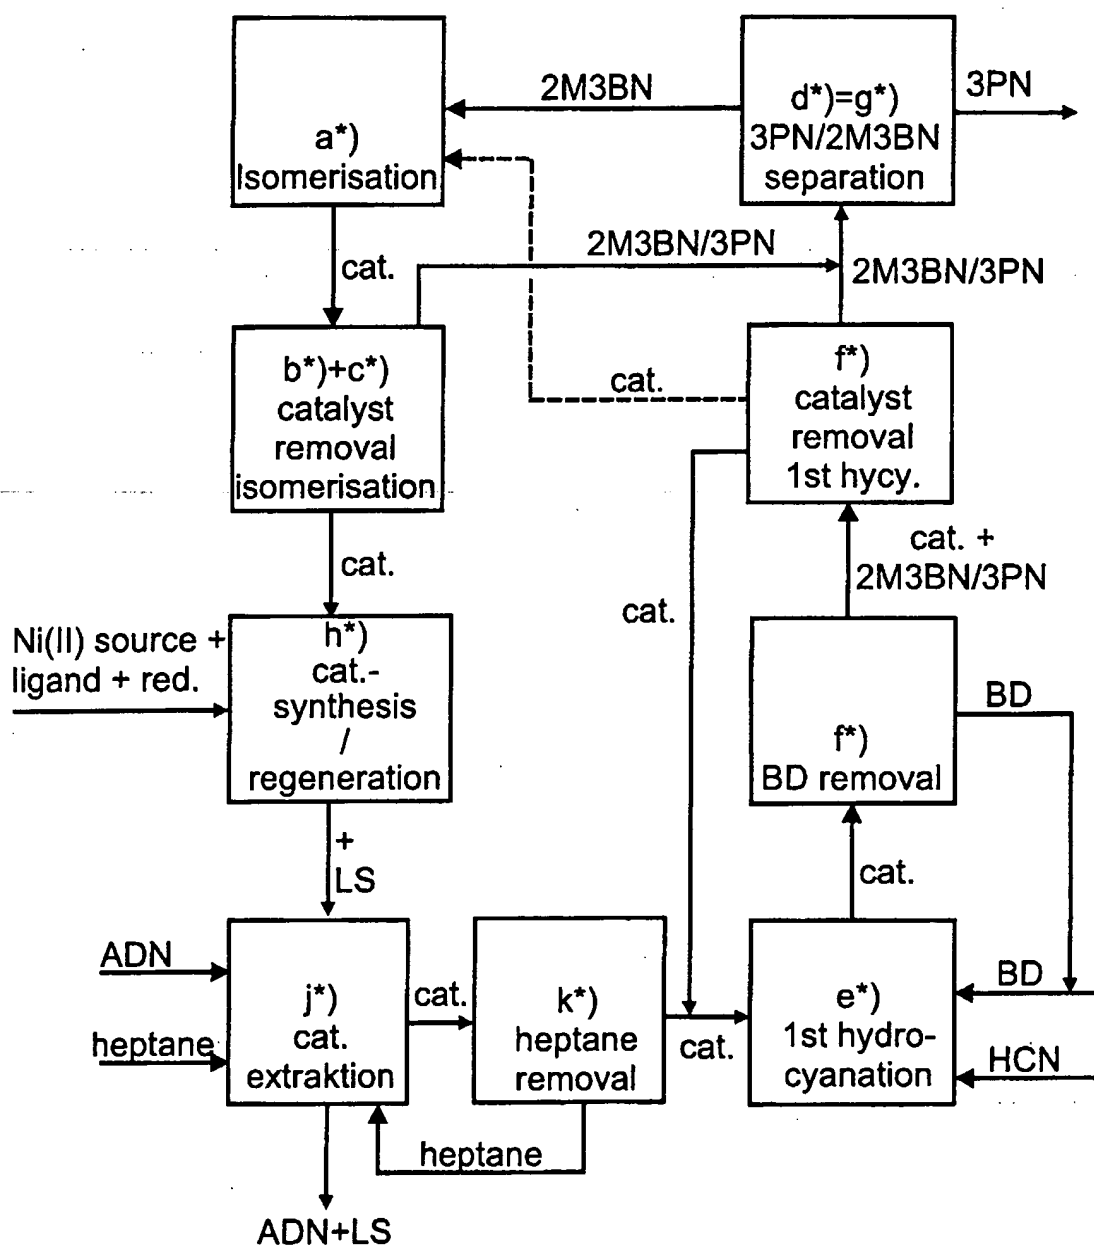 2M3BN
3PN
a*)
Isomerisation
d*)=g*)
3PN/2M3BN
separation
cat.
2M3BN/3PN
2M3BN/3PN
b*)+c*)
catalyst
removal
isomerisation
cat.
f*)
catalyst
removal
1st hycy.
cat.
cat. +
2M3BN/3PN
cat.
Ni(II) source +
ligand + red.
h*)
cat.-
synthesis
/
regeneration
f*)
BD removal
BD
+
LS
cat.
ADN
heptane
j*)
cat.
extraktion
cat.
k*)
heptane
removal
cat.
e*)
1st hydro-
cyanation
BD
HCN
heptane
ADN+LS